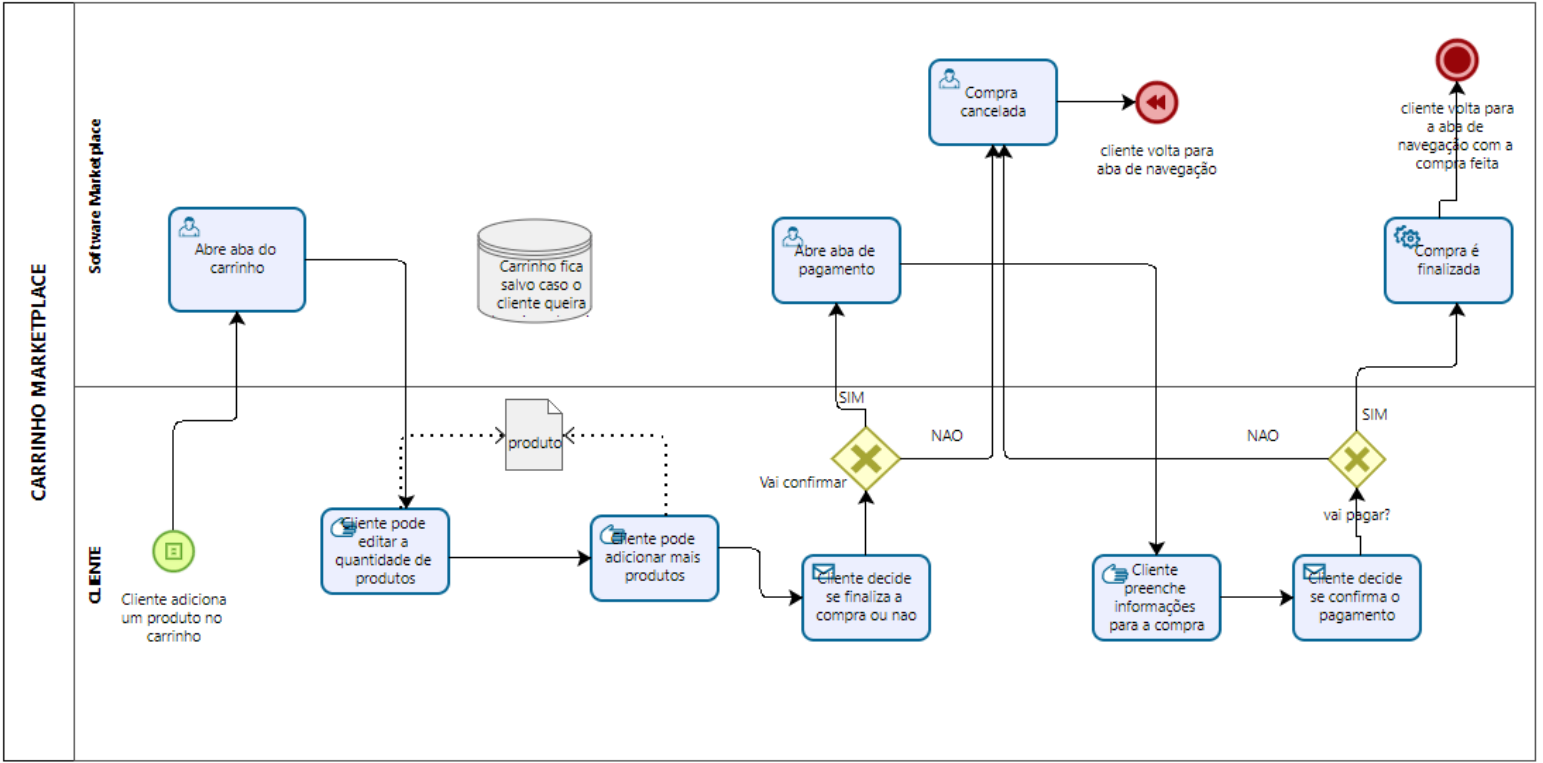 CARRINHO MARKETPLACE
Software Marketplace
Abre aba do
carrinho
Carrinho fica
salvo caso o
cliente queira
Abre aba de
pagamento
Compra
cancelada
cliente volta para
aba de navegação
cliente volta para
a aba de
navegação com a
compra feita
Compra é
finalizada
CLIENTE
Cliente adiciona
um produto no
carrinho
Cliente pode
editar a
quantidade de
produtos
produto
Cliente pode
adicionar mais
produtos
SIM
NAO
Vai confirmar
Cliente decide
se finaliza a
compra ou nao
Cliente
preenche
informações
para a compra
NAO
SIM
vai pagar?
Cliente decide
se confirma o
pagamento